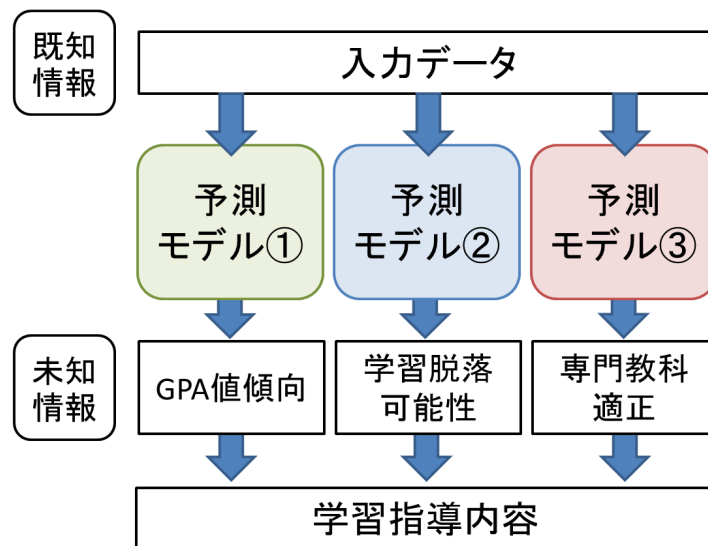 既知
情報
入力データ
予測
モデル①
予測
モデル②
予測
モデル③
未知
情報
GPA値傾向
学習脱落
可能性
専門教科
適正
学習指導内容